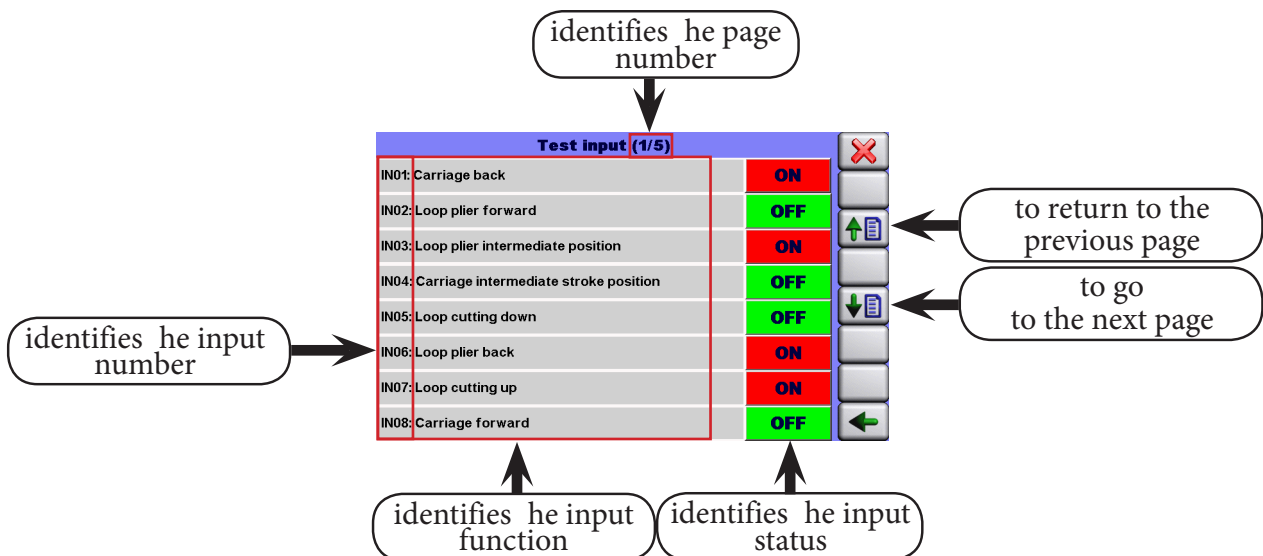 identifies he page
number
Test input (1/5)
IN01: Carriage back ON
IN02: Loop plier forward OFF
IN03: Loop plier intermediate position ON
IN04: Carriage intermediate stroke position OFF
IN05: Loop cutting down OFF
IN06: Loop plier back ON
IN07: Loop cutting up ON
IN08: Carriage forward OFF
to return to the
previous page
to go
to the next page
identifies he input
number
identifies he input
function
identifies he input
status